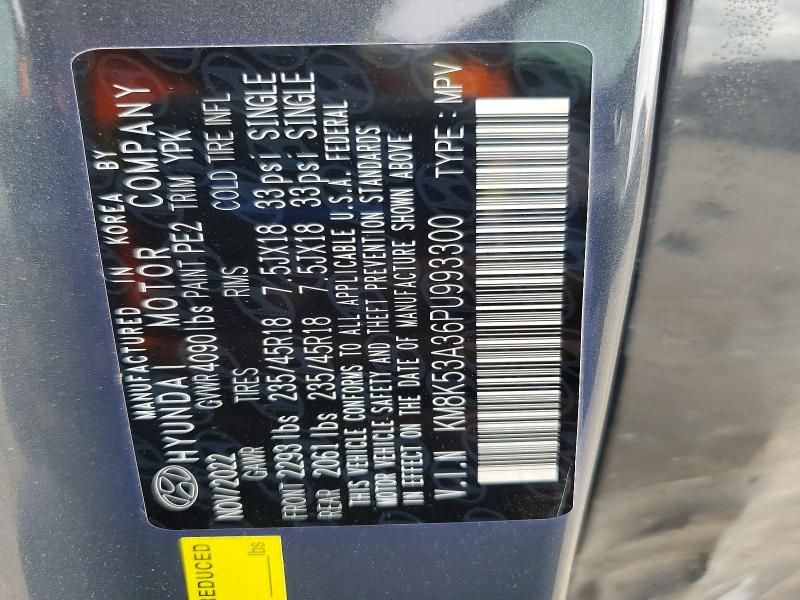 MANUFACTURED IN KOREA BY
HYUNDAI MOTOR COMPANY
GVWR 4090 lbs PAINT PE2 TRIM YPK
NOV/2022
GAWR TIRES RIMS COLD TIRE INFL
FRONT 2293 lbs 235/45R18 7.5JX18 33psi SINGLE
REAR 2061 lbs 235/45R18 7.5JX18 33psi SINGLE
THIS VEHICLE CONFORMS TO ALL APPLICABLE U.S.A. FEDERAL
MOTOR VEHICLE SAFETY AND THEFT PREVENTION STANDARDS
IN EFFECT ON THE DATE OF MANUFACTURE SHOWN ABOVE
V.I.N KM8K53A36PU993300 TYPE : MPV
REDUCED
lbs